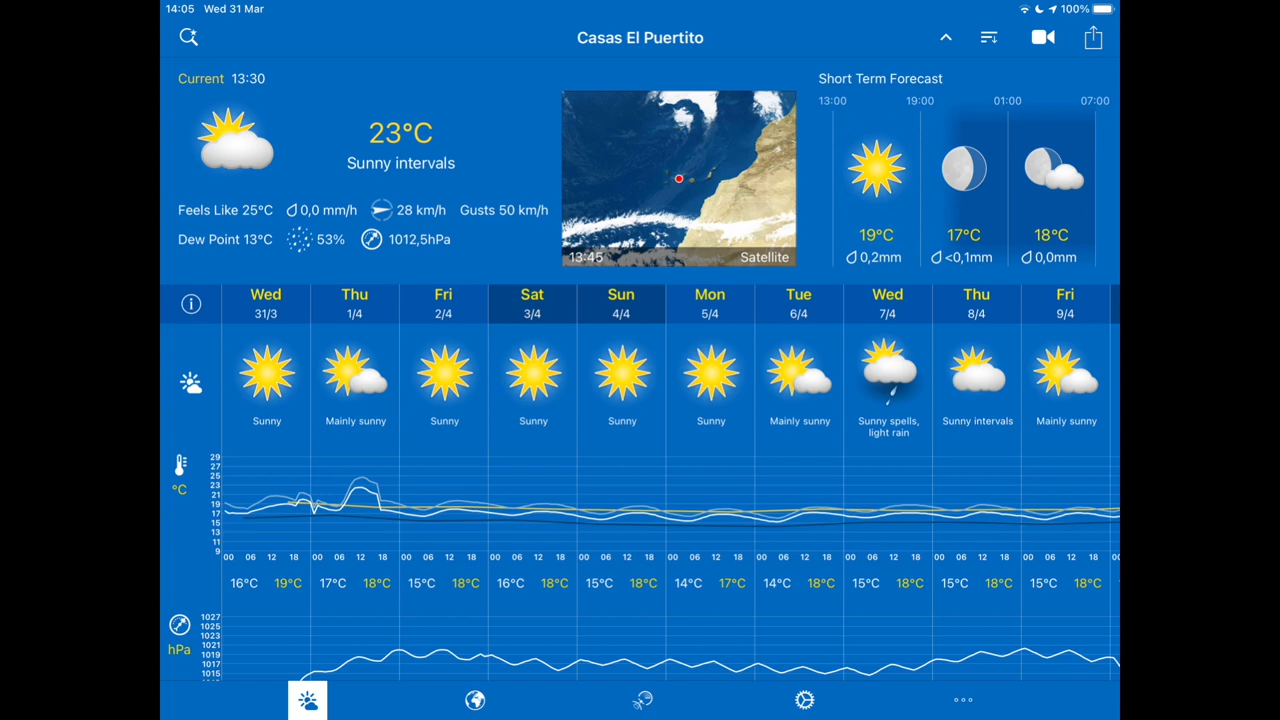 14:05 Wed 31 Mar 100%
Casas El Puertito
Current 13:30
23°C
Sunny intervals
Feels Like 25°C 0,0 mm/h 28 km/h Gusts 50 km/h
Dew Point 13°C 53% 1012,5hPa
13:45 Satellite
Short Term Forecast
13:00 19:00 01:00 07:00
19°C 17°C 18°C
0,2mm <0,1mm 0,0mm
Wed Thu Fri Sat Sun Mon Tue Wed Thu Fri
31/3 1/4 2/4 3/4 4/4 5/4 6/4 7/4 8/4 9/4
Sunny Mainly sunny Sunny Sunny Sunny Sunny Mainly sunny Sunny spells, Sunny intervals Mainly sunny
light rain
°C
29
27
25
23
21
19
17
15
13
11
9
00 06 12 18 00 06 12 18 00 06 12 18 00 06 12 18 00 06 12 18 00 06 12 18 00 06 12 18 00 06 12 18 00 06 12 18 00 06 12 18
16°C 19°C 17°C 18°C 15°C 18°C 16°C 18°C 15°C 18°C 14°C 17°C 14°C 18°C 15°C 18°C 15°C 18°C 15°C 18°C
hPa
1027
1025
1023
1021
1019
1017
1015